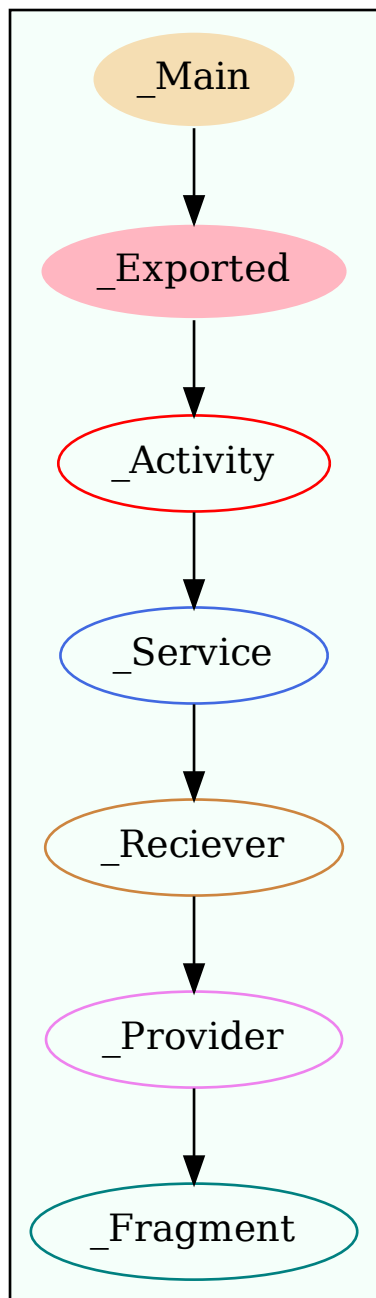 _Main
_Exported
_Activity
_Service
_Reciever
_Provider
_Fragment